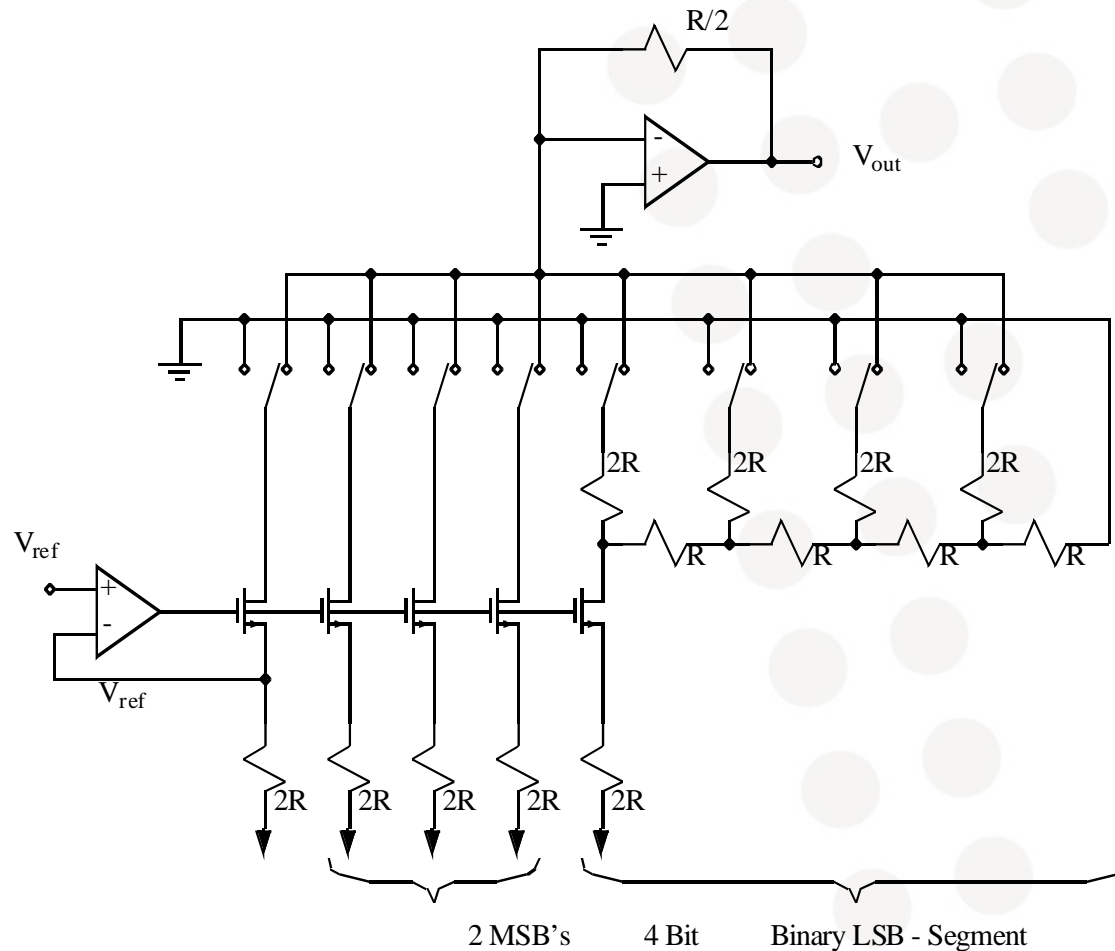 R/2
-
+
V_out
2R 2R 2R 2R
R R R R
V_ref
+
-
V_ref
2R 2R 2R 2R 2R
2 MSB's 4 Bit Binary LSB - Segment